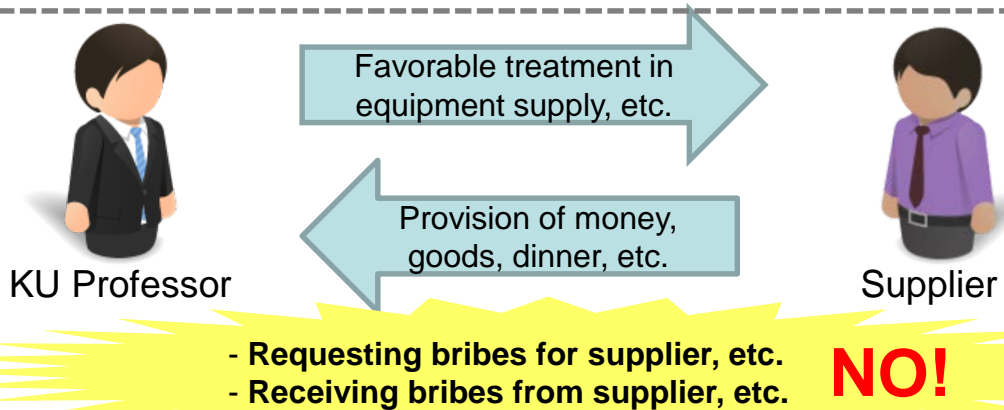 Favorable treatment in
equipment supply, etc.
Provision of money,
goods, dinner, etc.
KU Professor
Supplier
- Requesting bribes for supplier, etc.
- Receiving bribes from supplier, etc.
NO!